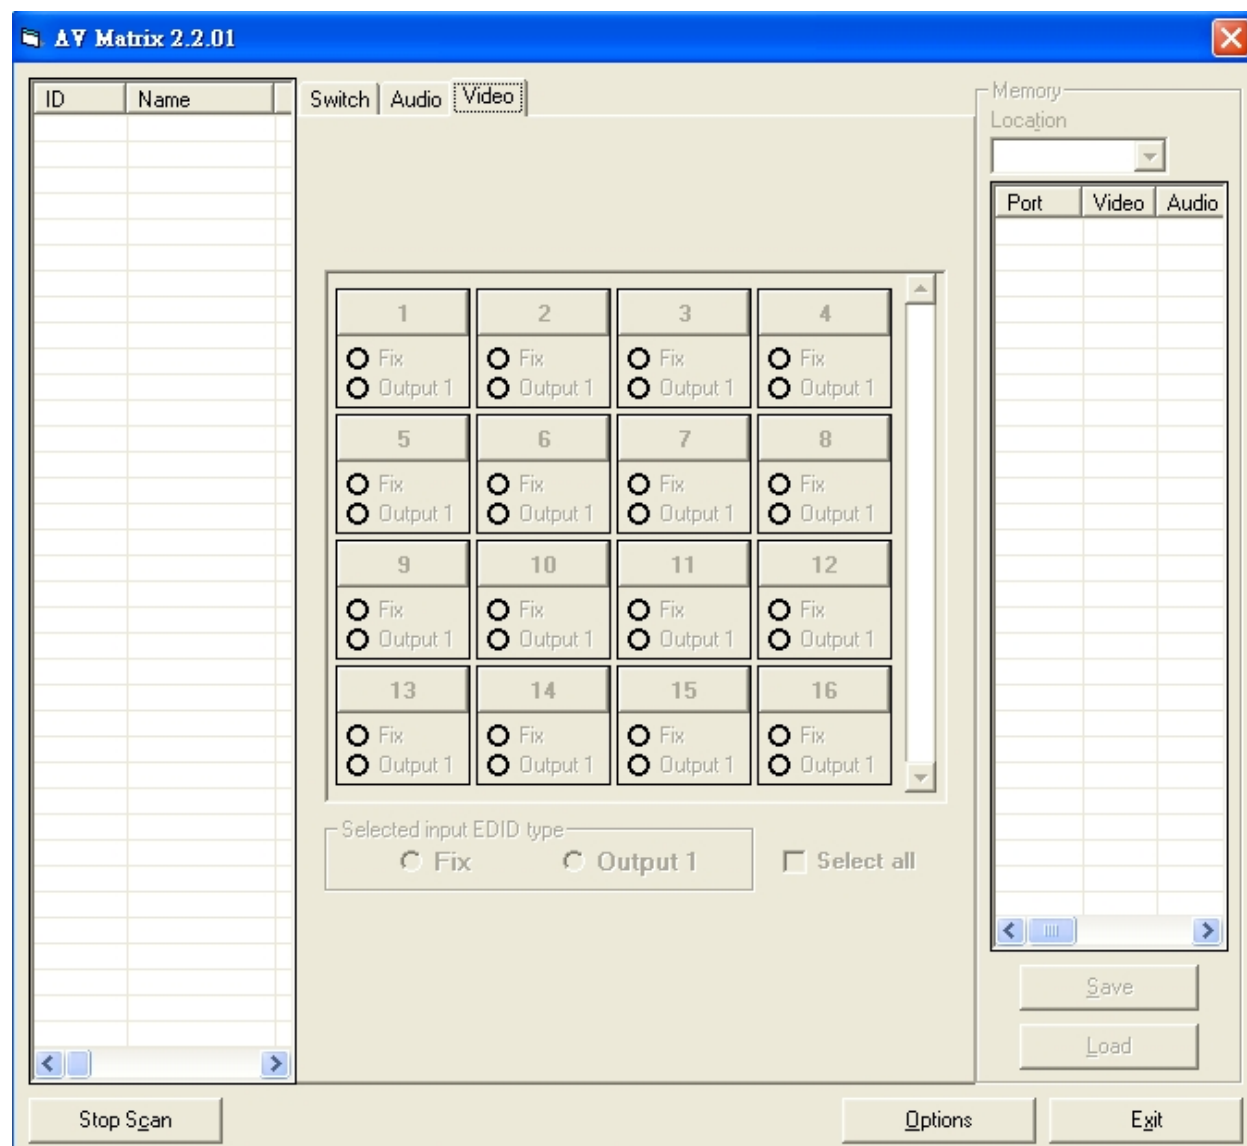 AV Matrix 2.2.01
ID Name
Switch Audio Video
Memory
Location
Port Video Audio
1 2 3 4
Fix Fix Fix Fix
Output 1 Output 1 Output 1 Output 1
5 6 7 8
Fix Fix Fix Fix
Output 1 Output 1 Output 1 Output 1
9 10 11 12
Fix Fix Fix Fix
Output 1 Output 1 Output 1 Output 1
13 14 15 16
Fix Fix Fix Fix
Output 1 Output 1 Output 1 Output 1
Selected input EDID type
Fix Output 1 Select all
Save
Load
Stop Scan Options Exit